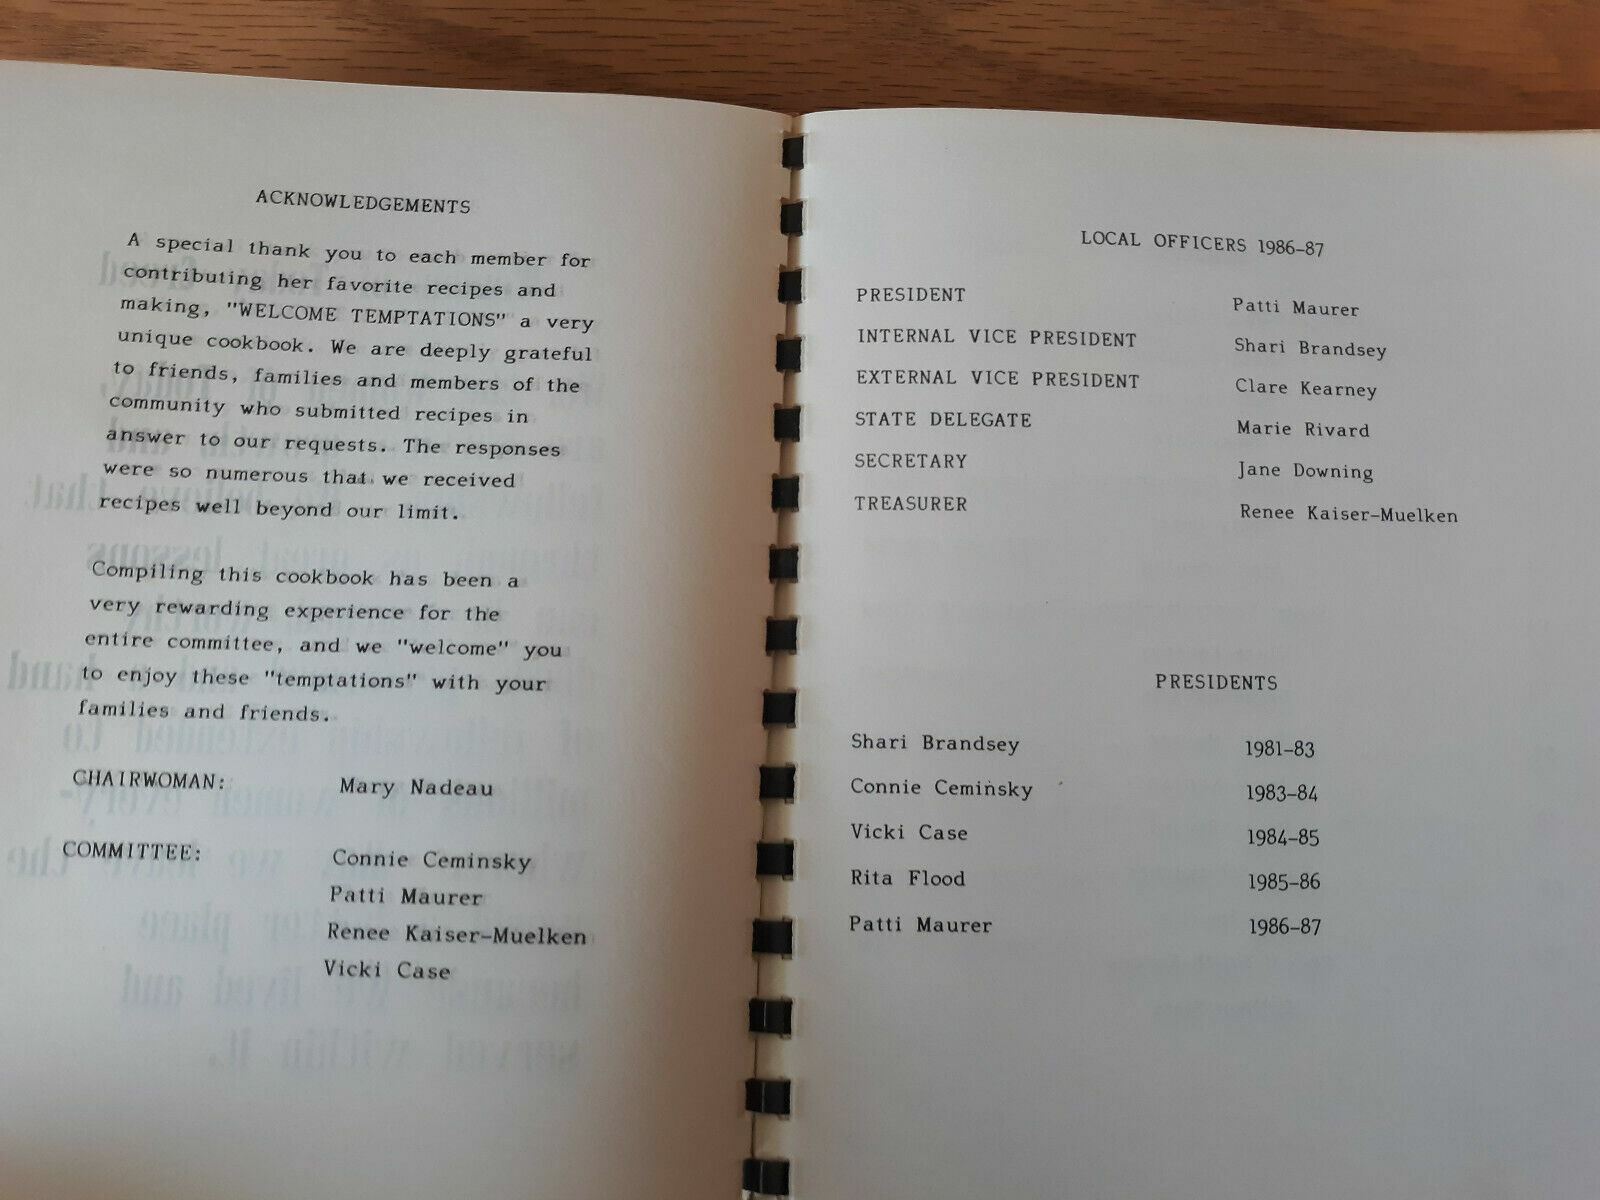 ACKNOWLEDGEMENTS
A special thank you to each member for
contributing her favorite recipes and
making, "WELCOME TEMPTATIONS" a very
unique cookbook. We are deeply grateful
to friends, families and members of the
community who submitted recipes in
answer to our requests. The responses
were so numerous that we received
recipes well beyond our limit.
Compiling this cookbook has been a
very rewarding experience for the
entire committee, and we "welcome" you
to enjoy these "temptations" with your
families and friends.
CHAIRWOMAN: Mary Nadeau
COMMITTEE: Connie Ceminsky
Patti Maurer
Renee Kaiser-Muelken
Vicki Case
LOCAL OFFICERS 1986-87
PRESIDENT Patti Maurer
INTERNAL VICE PRESIDENT Shari Brandsey
EXTERNAL VICE PRESIDENT Clare Kearney
STATE DELEGATE Marie Rivard
SECRETARY Jane Downing
TREASURER Renee Kaiser-Muelken
PRESIDENTS
Shari Brandsey 1981-83
Connie Ceminsky 1983-84
Vicki Case 1984-85
Rita Flood 1985-86
Patti Maurer 1986-87